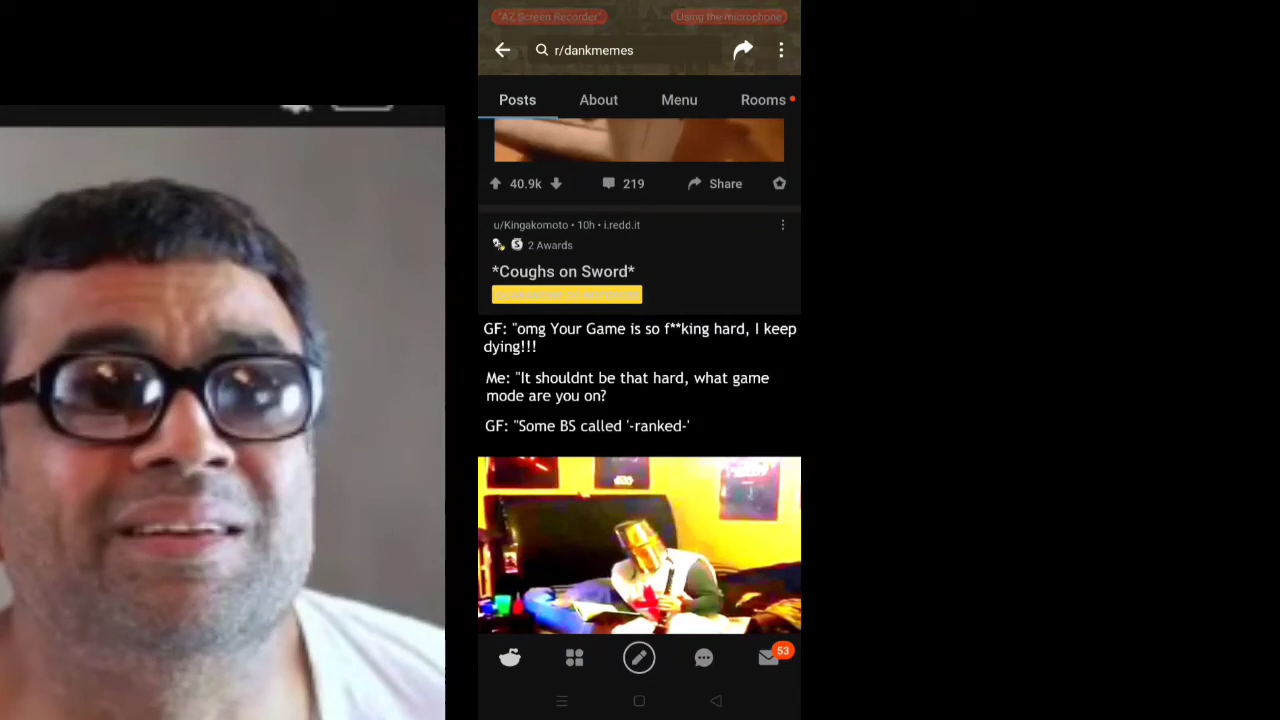 "AZ Screen Recorder"
Using the microphone
r/dankmemes
Posts
About
Menu
Rooms
40.9k
219
Share
u/Kingakomoto • 10h • i.redd.it
2 Awards
*Coughs on Sword*
GF: "omg Your Game is so f**king hard, I keep
dying!!!
Me: "It shouldnt be that hard, what game
mode are you on?
GF: "Some BS called '-ranked-'
53